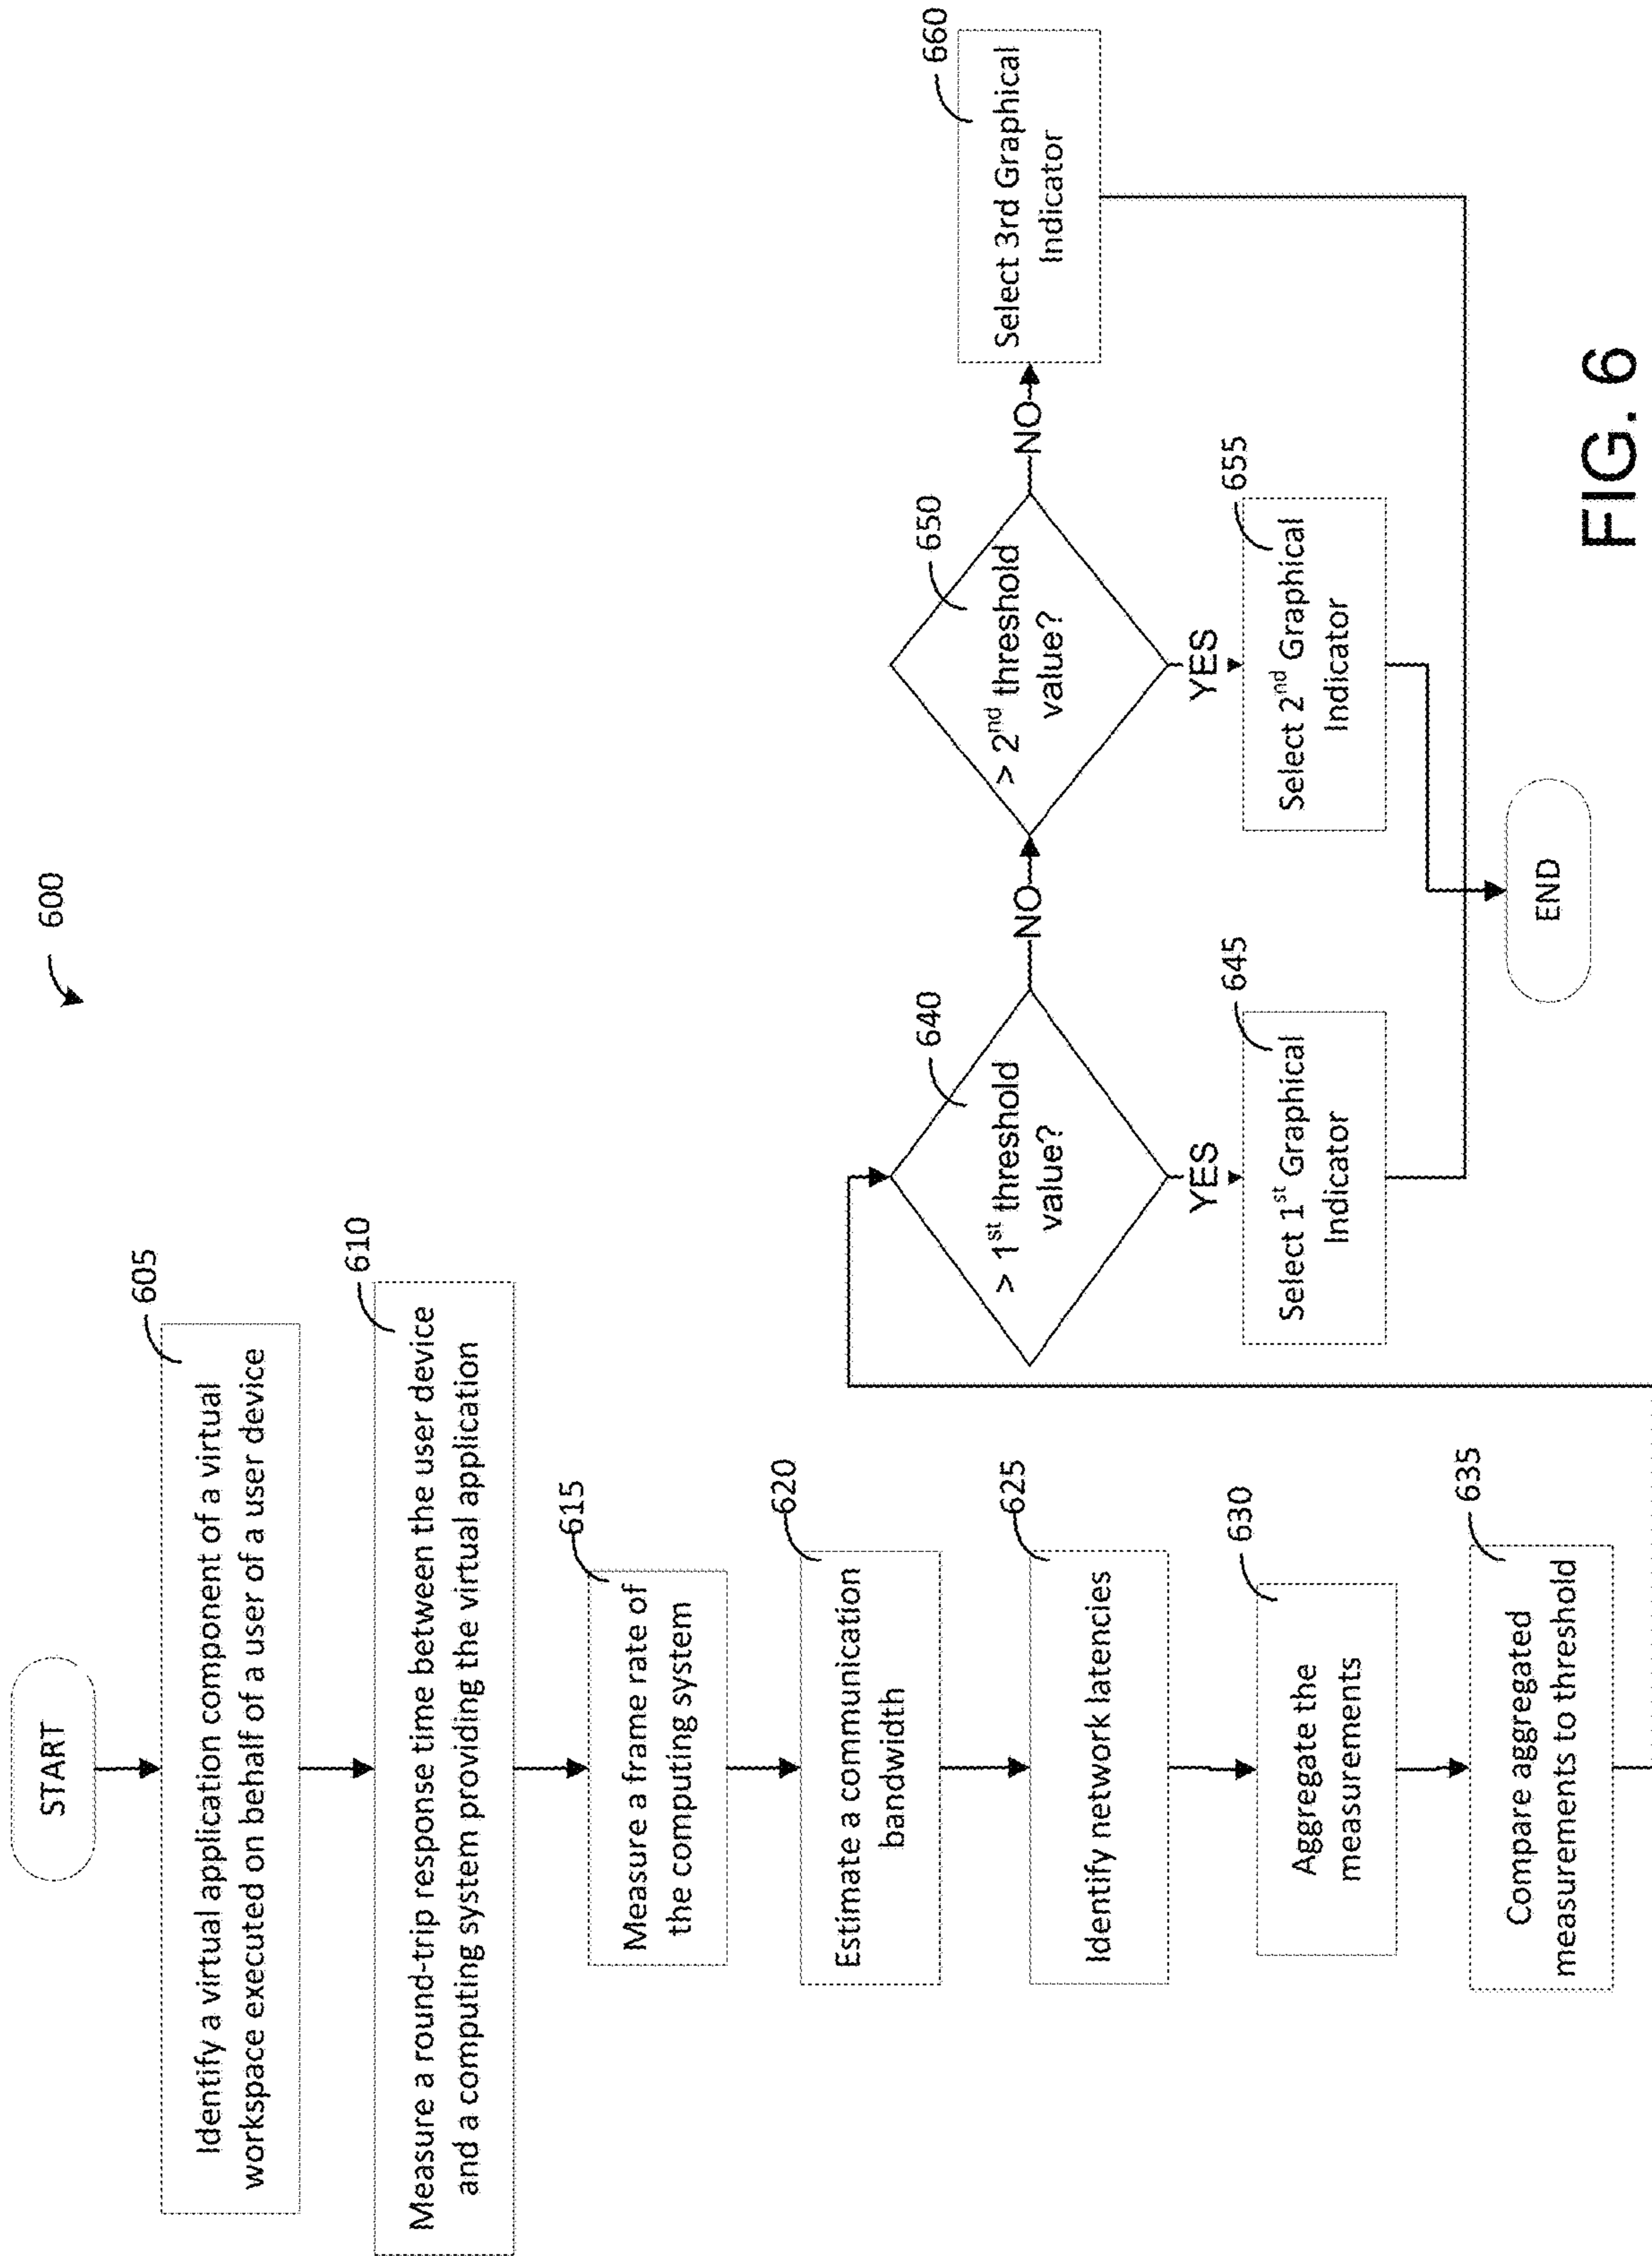 600
START
605
Identify a virtual application component of a virtual
workspace executed on behalf of a user of a user device
610
Measure a round-trip response time between the user device
and a computing system providing the virtual application
615
Measure a frame rate of
the computing system
620
Estimate a communication
bandwidth
625
Identify network latencies
630
Aggregate the
measurements
635
Compare aggregated
measurements to threshold
640
> 1st threshold
value?
NO
YES
645
Select 1st Graphical
Indicator
650
> 2nd threshold
value?
NO
YES
655
Select 2nd Graphical
Indicator
660
Select 3rd Graphical
Indicator
END
FIG. 6